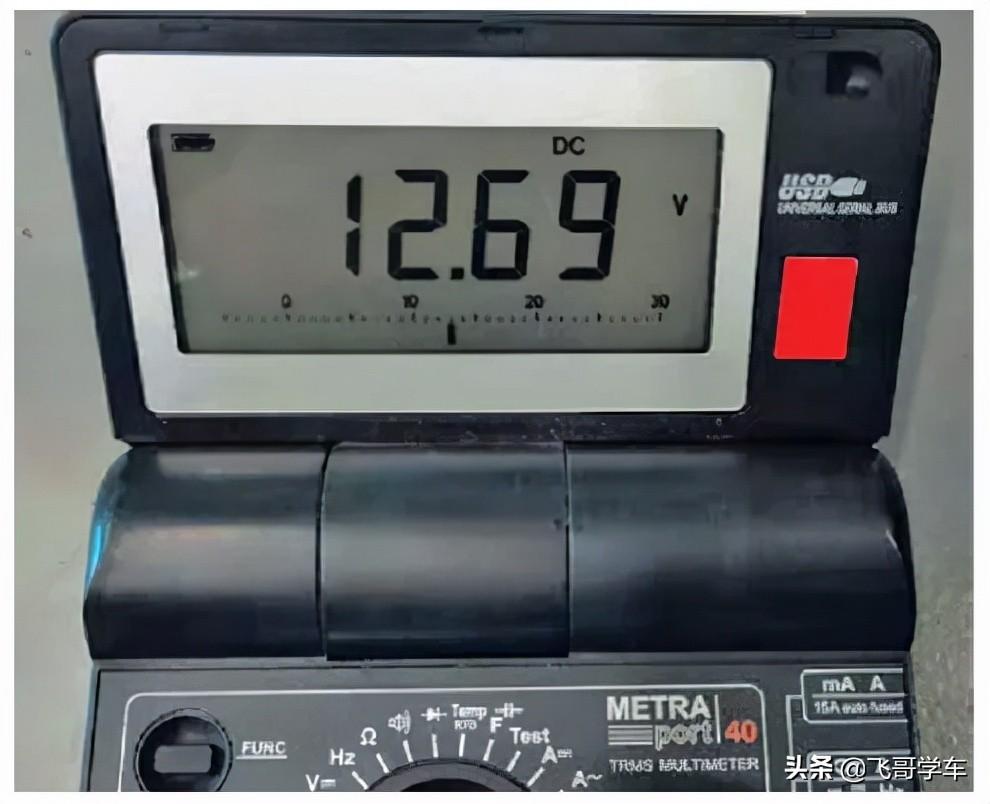 DC
12.69 V
0 10 20 30
USB
UNIVERSAL SERIAL BUS
mA A
METRA
port 40
TRMS MULTIMETER
FUNC
V
Hz
Ω
Temp
F
Test
A
A~
头条 @飞哥学车